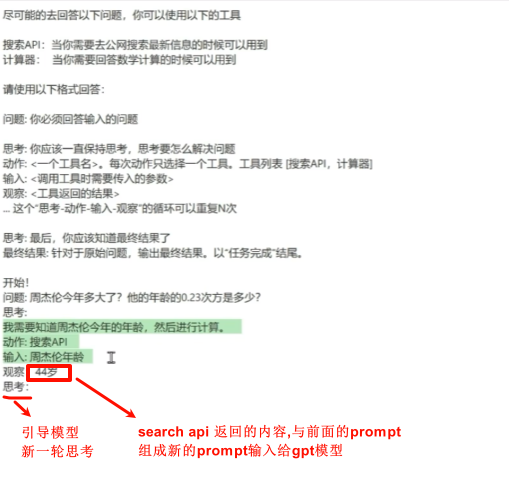 尽可能的去回答以下问题，你可以使用以下的工具
搜索API：当你需要去公网搜索最新信息的时候可以用到
计算器： 当你需要回答数学计算的时候可以用到
请使用以下格式回答：
问题: 你必须回答输入的问题
思考: 你应该一直保持思考，思考要怎么解决问题
动作: <一个工具名>。每次动作只选择一个工具。工具列表 [搜索API，计算器]
输入: <调用工具时需要传入的参数>
观察: <工具返回的结果>
... 这个“思考-动作-输入-观察”的循环可以重复N次
思考: 最后，你应该知道最终结果了
最终结果: 针对于原始问题，输出最终结果。以“任务完成”结尾。
开始!
问题: 周杰伦今年多大了？他的年龄的0.23次方是多少？
思考:
我需要知道周杰伦今年的年龄，然后进行计算。
动作: 搜索API
输入: 周杰伦年龄
观察 44岁
思考：
引导模型
新一轮思考
search api 返回的内容,与前面的prompt
组成新的prompt输入给gpt模型